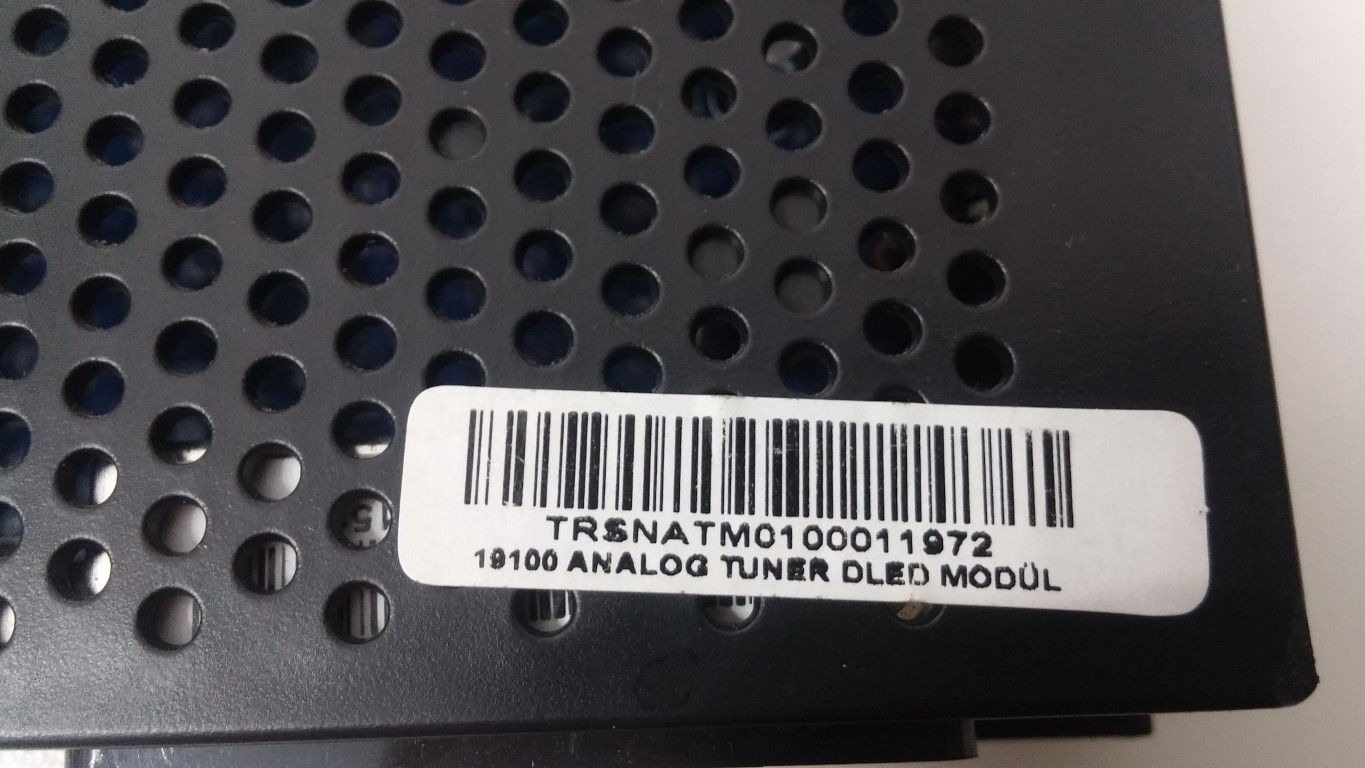 TRSNATM0100011972
19100 ANALOG TUNER DLED MODÜL